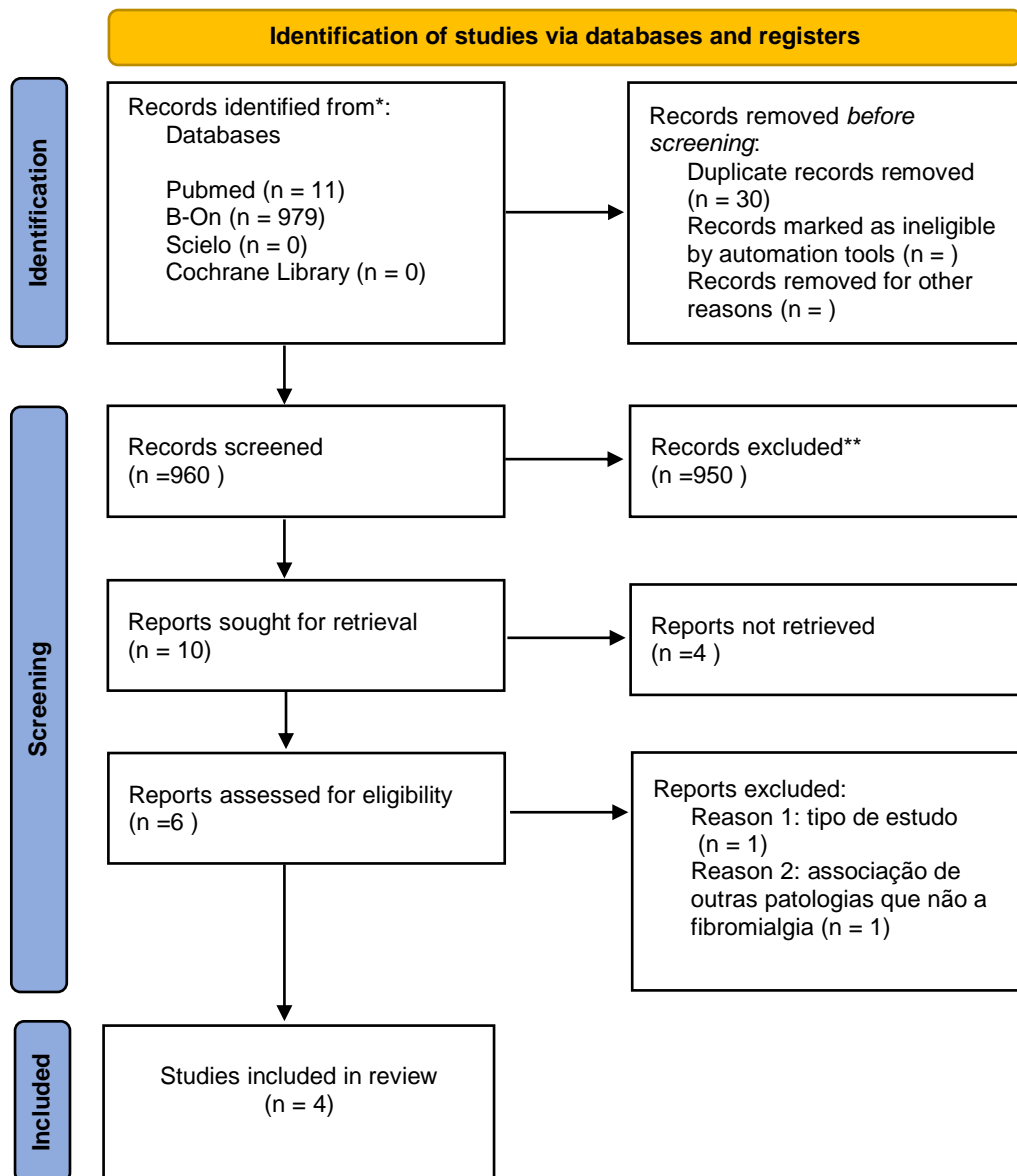 Identification of studies via databases and registers
Identification
Records identified from*:
Databases
Pubmed (n = 11)
B-On (n = 979)
Scielo (n = 0)
Cochrane Library (n = 0)
Records removed before
screening:
Duplicate records removed
(n = 30)
Records marked as ineligible
by automation tools (n = )
Records removed for other
reasons (n = )
Screening
Records screened
(n =960 )
Records excluded**
(n =950 )
Reports sought for retrieval
(n = 10)
Reports not retrieved
(n =4 )
Reports assessed for eligibility
(n =6 )
Reports excluded:
Reason 1: tipo de estudo
(n = 1)
Reason 2: associação de
outras patologias que não a
fibromialgia (n = 1)
Included
Studies included in review
(n = 4)